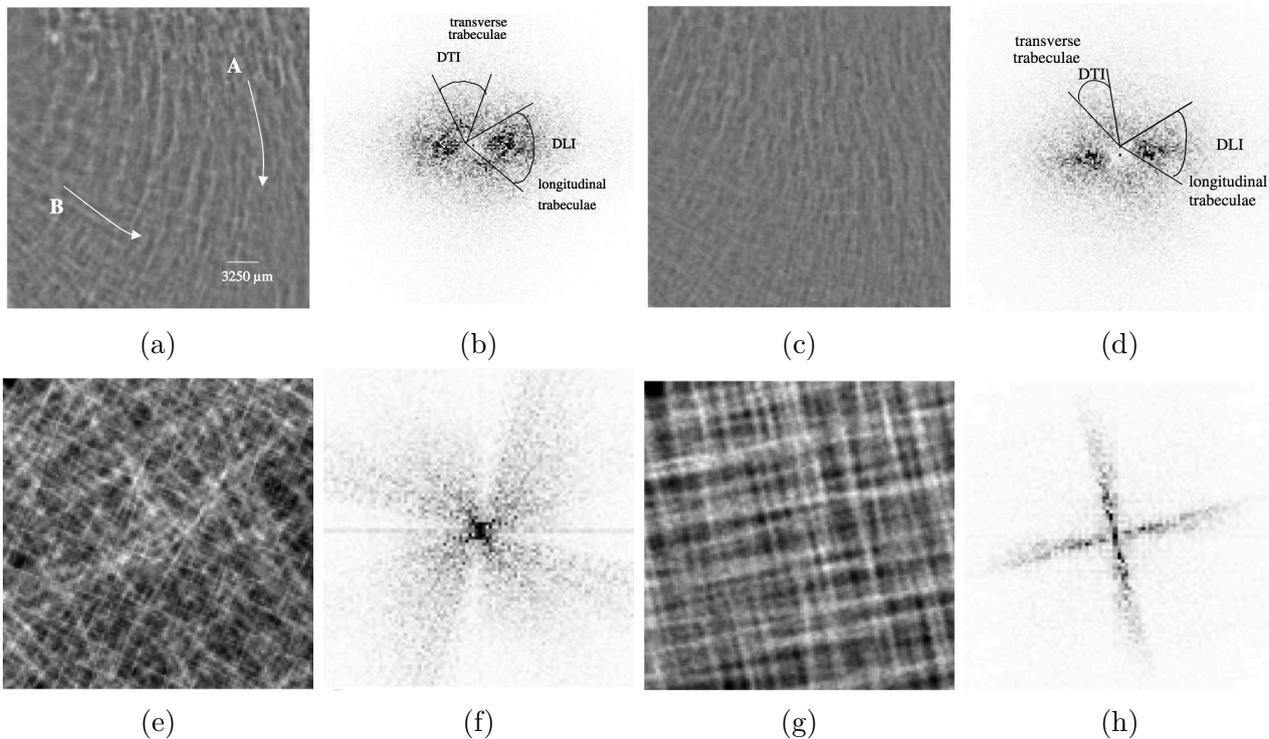 A
B
3250 µm
transverse
trabeculae
DTI
DLI
longitudinal
trabeculae
transverse
trabeculae
DTI
DLI
longitudinal
trabeculae
(a)
(b)
(c)
(d)
(e)
(f)
(g)
(h)